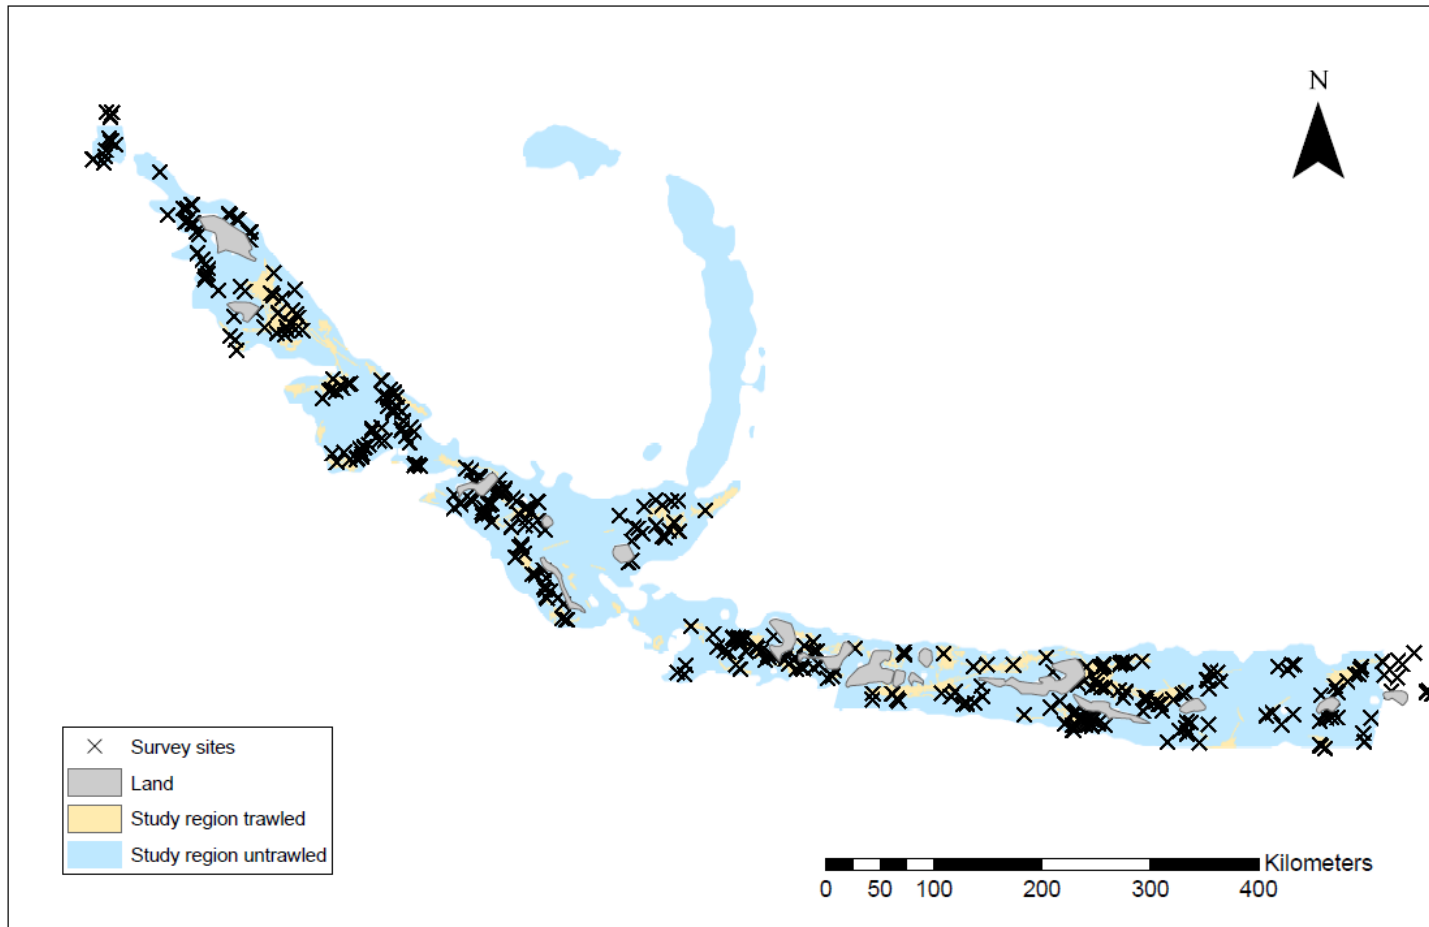 N
Survey sites
Land
Study region trawled
Study region untrawled
Kilometers
0 50 100 200 300 400